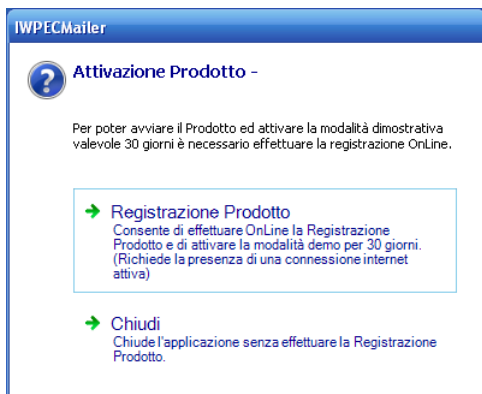 IWPECMailer
Attivazione Prodotto -
Per poter avviare il Prodotto ed attivare la modalità dimostrativa
valevole 30 giorni è necessario effettuare la registrazione OnLine.
Registrazione Prodotto
Consente di effettuare OnLine la Registrazione
Prodotto e di attivare la modalità demo per 30 giorni.
(Richiede la presenza di una connessione internet
attiva)
Chiudi
Chiude l'applicazione senza effettuare la Registrazione
Prodotto.